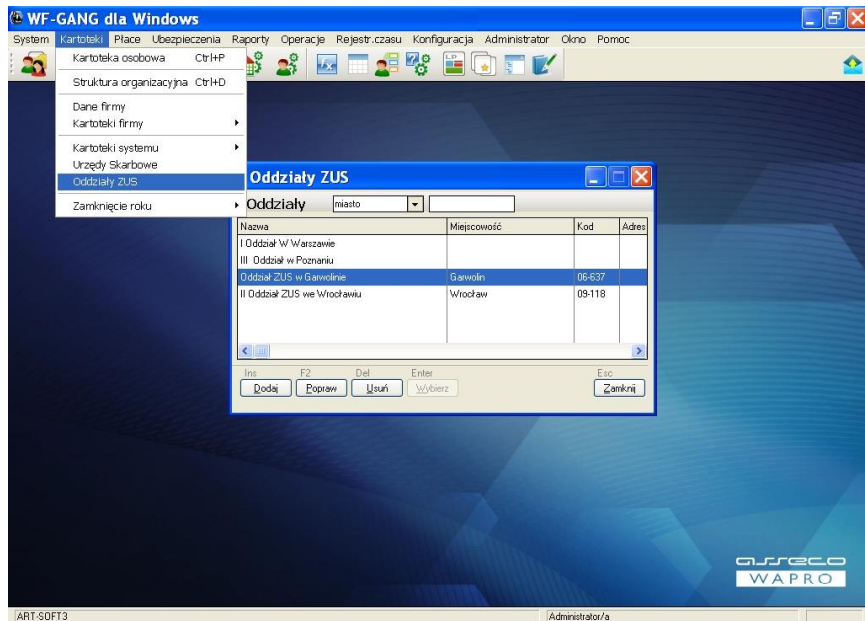 WF-GANG dla Windows
System Kartoteki Płace Ubezpieczenia Raporty Operacje Rejestr.czasu Konfiguracja Administrator Okno Pomoc
Kartoteka osobowa Ctrl+P
Struktura organizacyjna Ctrl+D
Dane firmy
Kartoteki firmy
Kartoteki systemu
Urzędy Skarbowe
Oddziały ZUS
Zamknięcie roku
Oddziały ZUS
Oddziały miasto
Nazwa Miejscowość Kod Adres
I Oddział W Warszawie
III Oddział w Poznaniu
Oddział ZUS w Garwolinie Garwolin 06-637
II Oddział ZUS we Wrocławiu Wrocław 09-118
Ins F2 Del Enter Esc
Dodaj Popraw Usuń Wybierz Zamknij
asseco
WAPRO
ART-SOFT3 Administrator/a